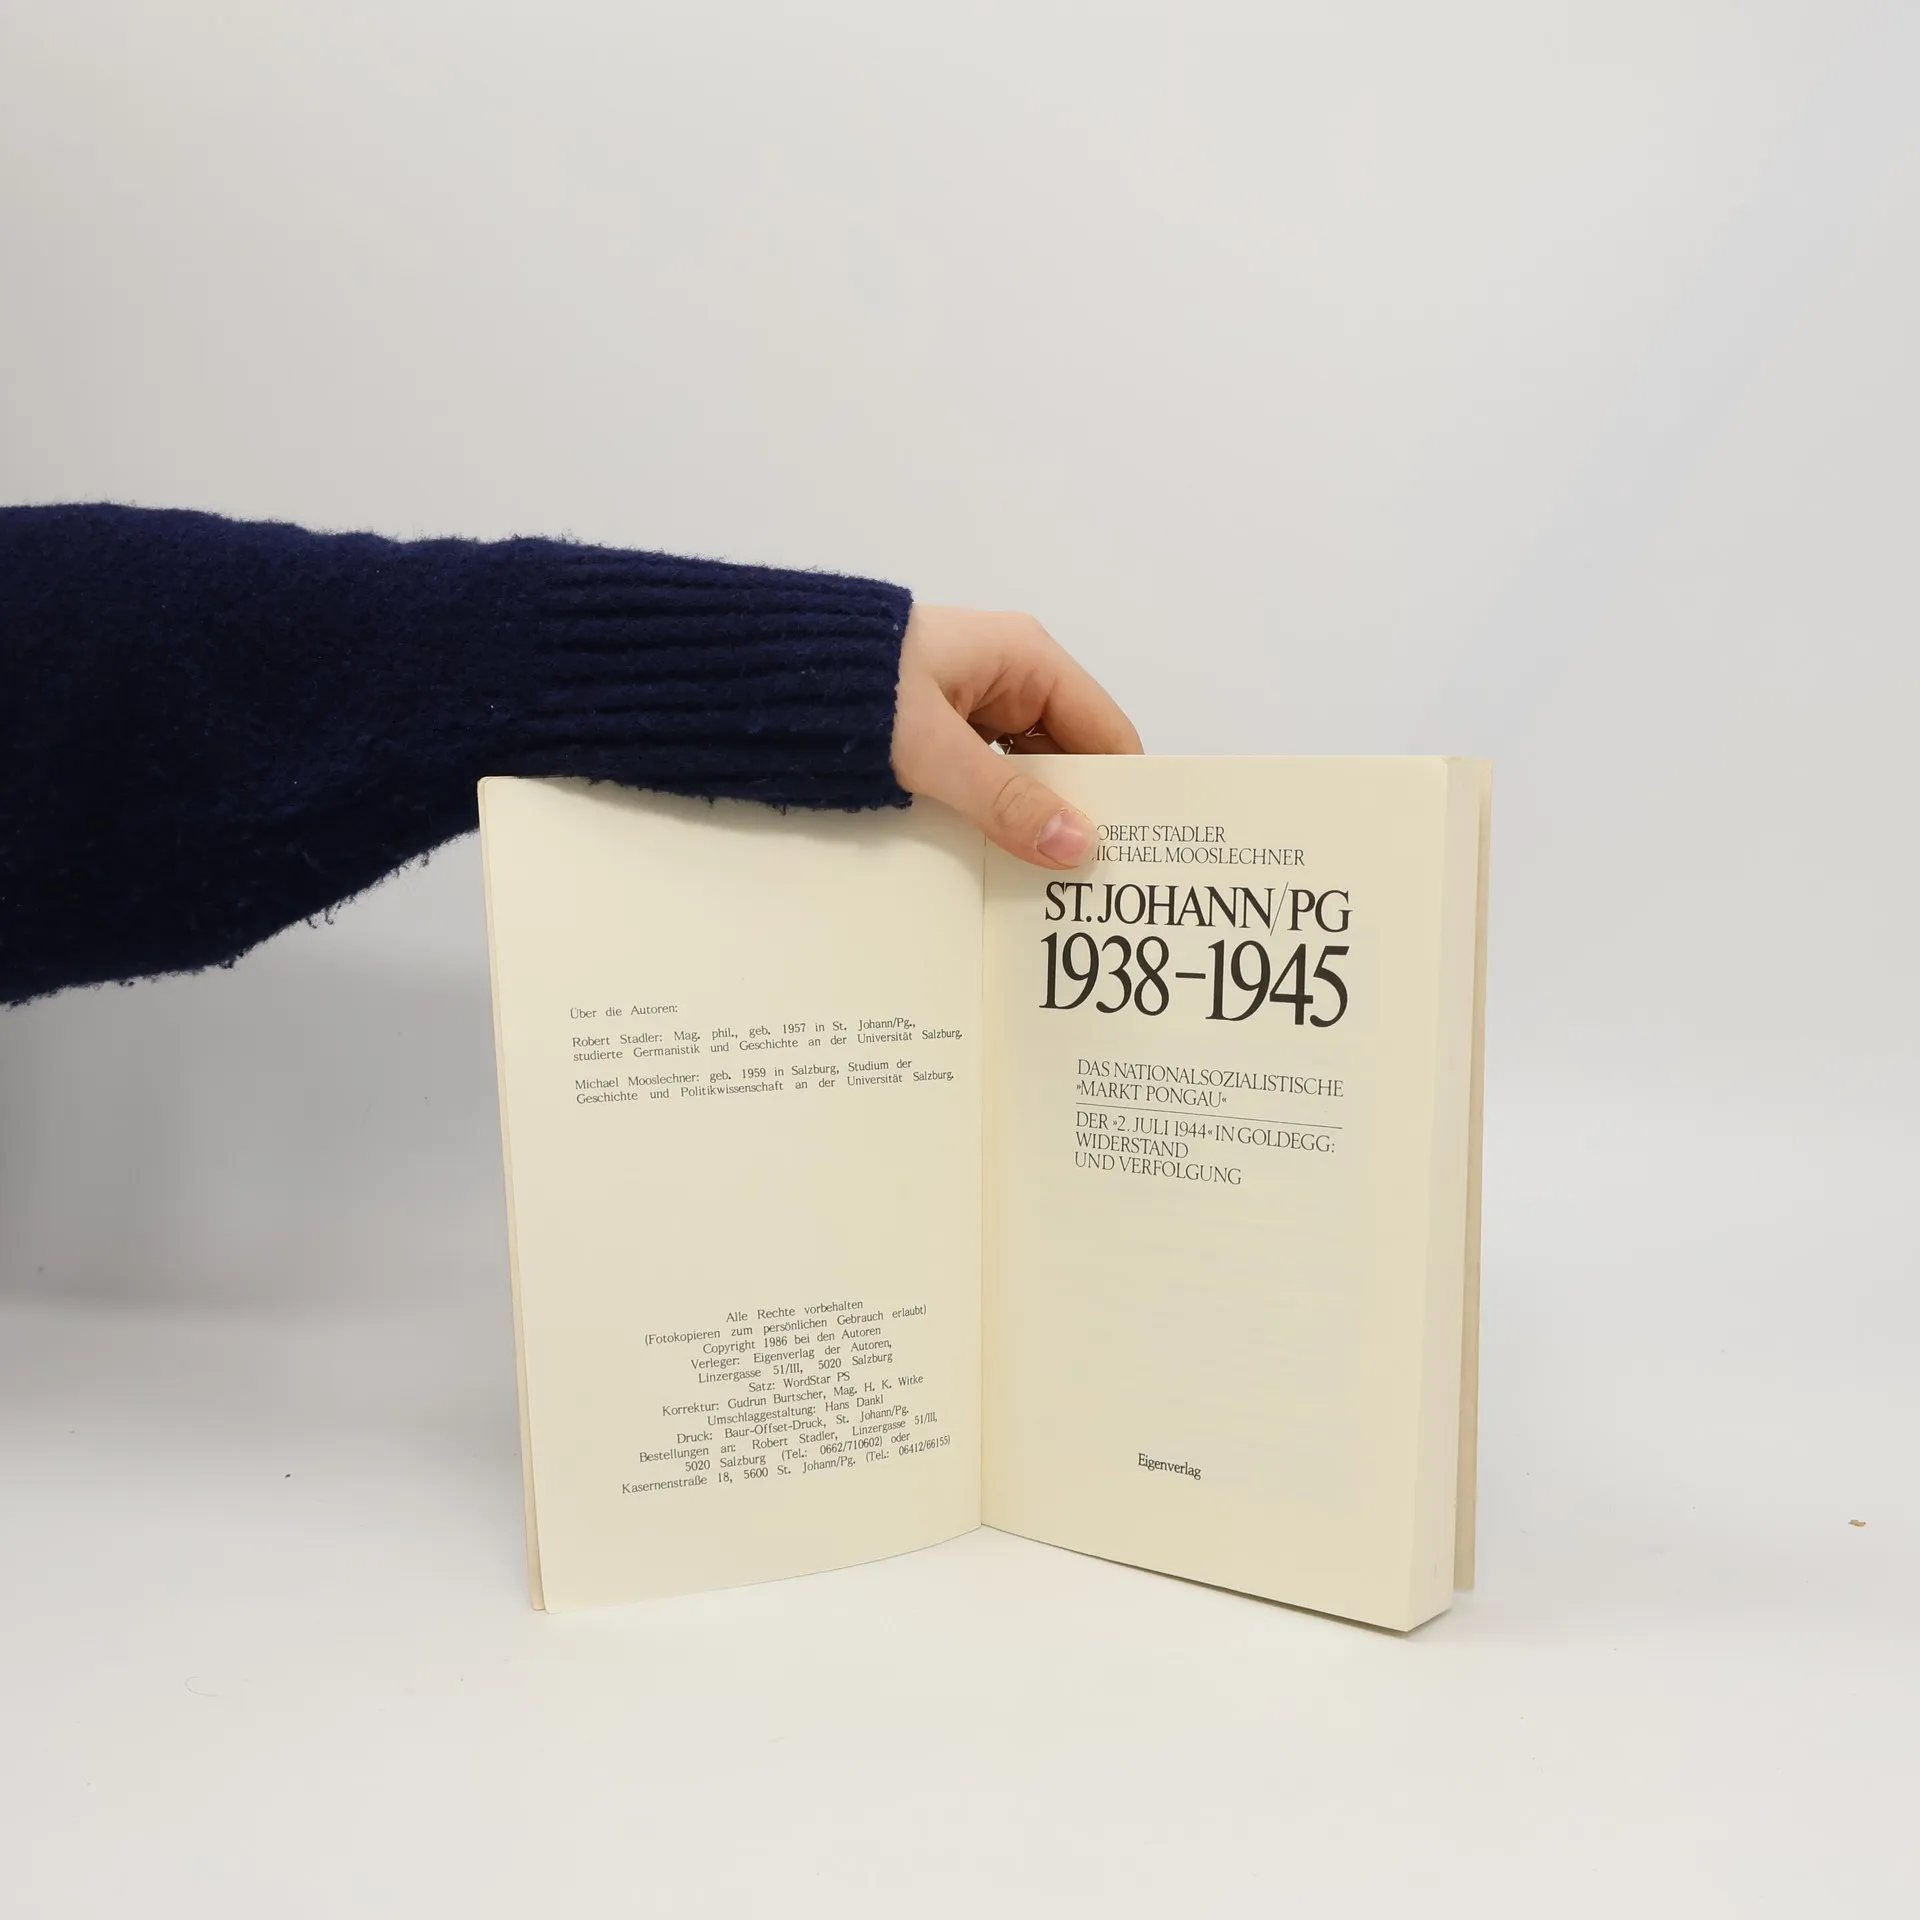 Über die Autoren:
Robert Stadler: Mag. phil., geb. 1957 in St. Johann/Pg.,
studierte Germanistik und Geschichte an der Universität Salzburg.
Michael Mooslechner: geb. 1959 in Salzburg, Studium der
Geschichte und Politikwissenschaft an der Universität Salzburg.
Alle Rechte vorbehalten
(Fotokopieren zum persönlichen Gebrauch erlaubt)
Copyright 1986 bei den Autoren
Verleger: Eigenverlag der Autoren,
Linzergasse 51/III, 5020 Salzburg
Satz: WordStar PS
Korrektur: Gudrun Burtscher, Mag. H. K. Witke
Umschlaggestaltung: Hans Dankl
Druck: Baur-Offset-Druck, St. Johann/Pg.
Bestellungen an: Robert Stadler, Linzergasse 51/III,
5020 Salzburg (Tel.: 0662/710602) oder
Kasernenstraße 18, 5600 St. Johann/Pg. (Tel.: 06412/66155)
OBERT STADLER
MICHAEL MOOSLECHNER
ST. JOHANN/PG
1938–1945
DAS NATIONALSOZIALISTISCHE
»MARKT PONGAU«
DER »2. JULI 1944« IN GOLDEGG:
WIDERSTAND
UND VERFOLGUNG
Eigenverlag